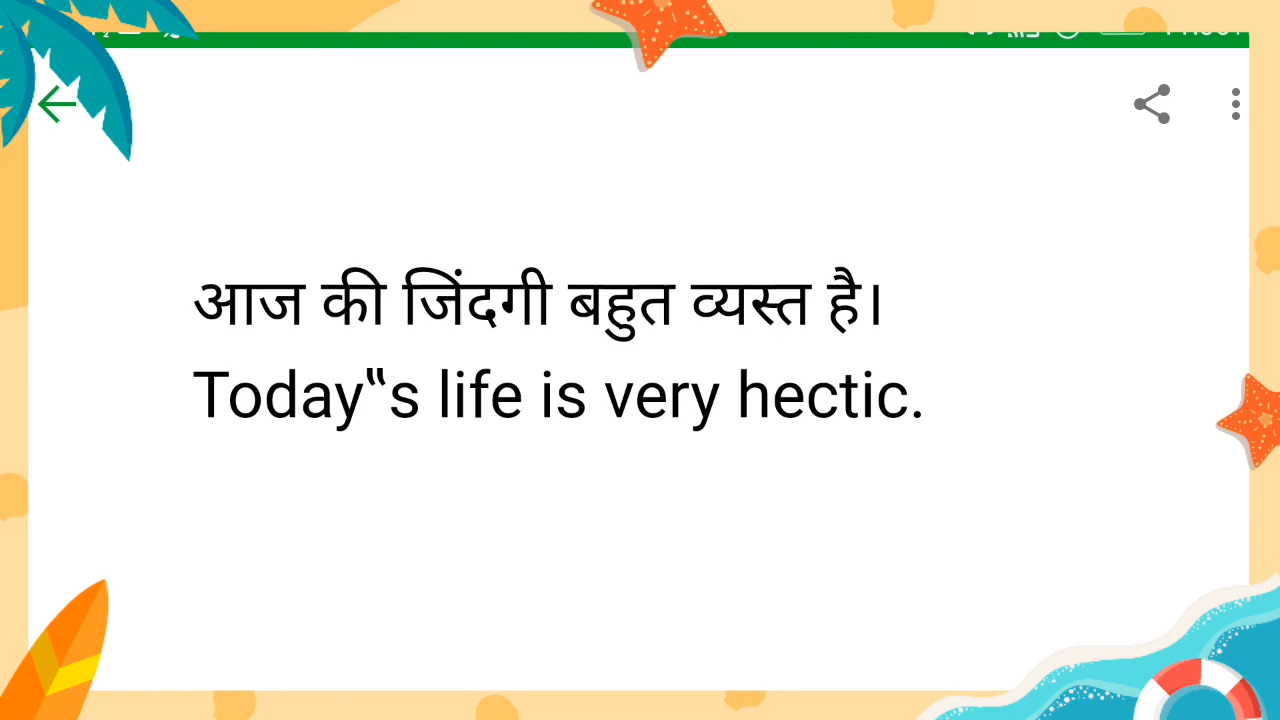 आज की जिंदगी बहुत व्यस्त है।
Today‟s life is very hectic.